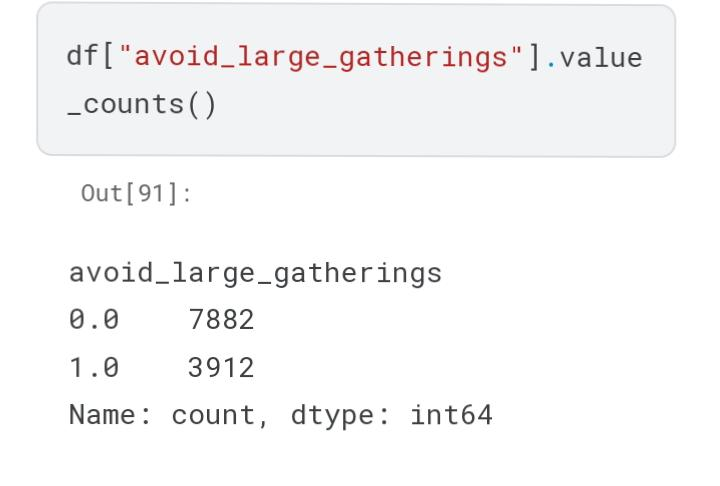 df["avoid_large_gatherings"].value
_counts()
Out[91]:
avoid_large_gatherings
0.0    7882
1.0    3912
Name: count, dtype: int64